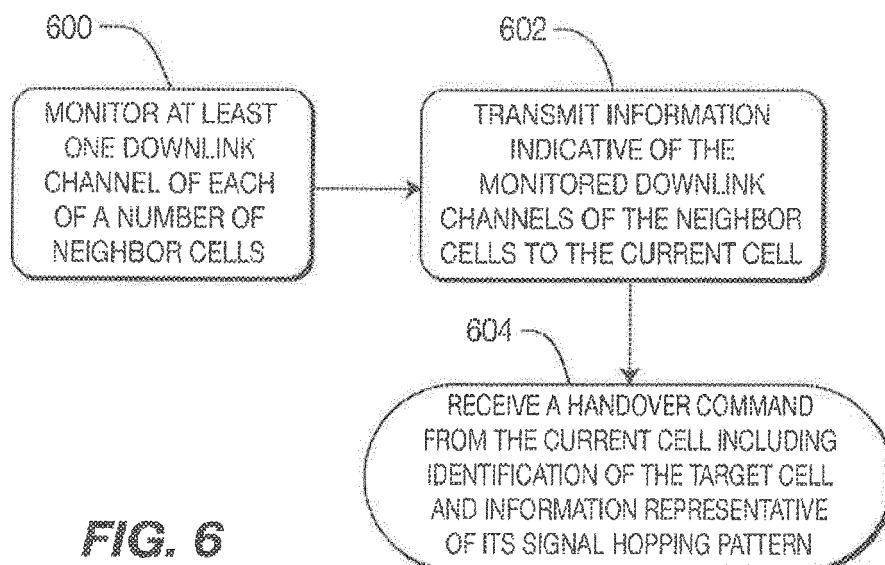 600
MONITOR AT LEAST
ONE DOWNLINK
CHANNEL OF EACH
OF A NUMBER OF
NEIGHBOR CELLS
602
TRANSMIT INFORMATION
INDICATIVE OF THE
MONITORED DOWNLINK
CHANNELS OF THE NEIGHBOR
CELLS TO THE CURRENT CELL
604
RECEIVE A HANDOVER COMMAND
FROM THE CURRENT CELL INCLUDING
IDENTIFICATION OF THE TARGET CELL
AND INFORMATION REPRESENTATIVE
OF ITS SIGNAL HOPPING PATTERN
FIG. 6